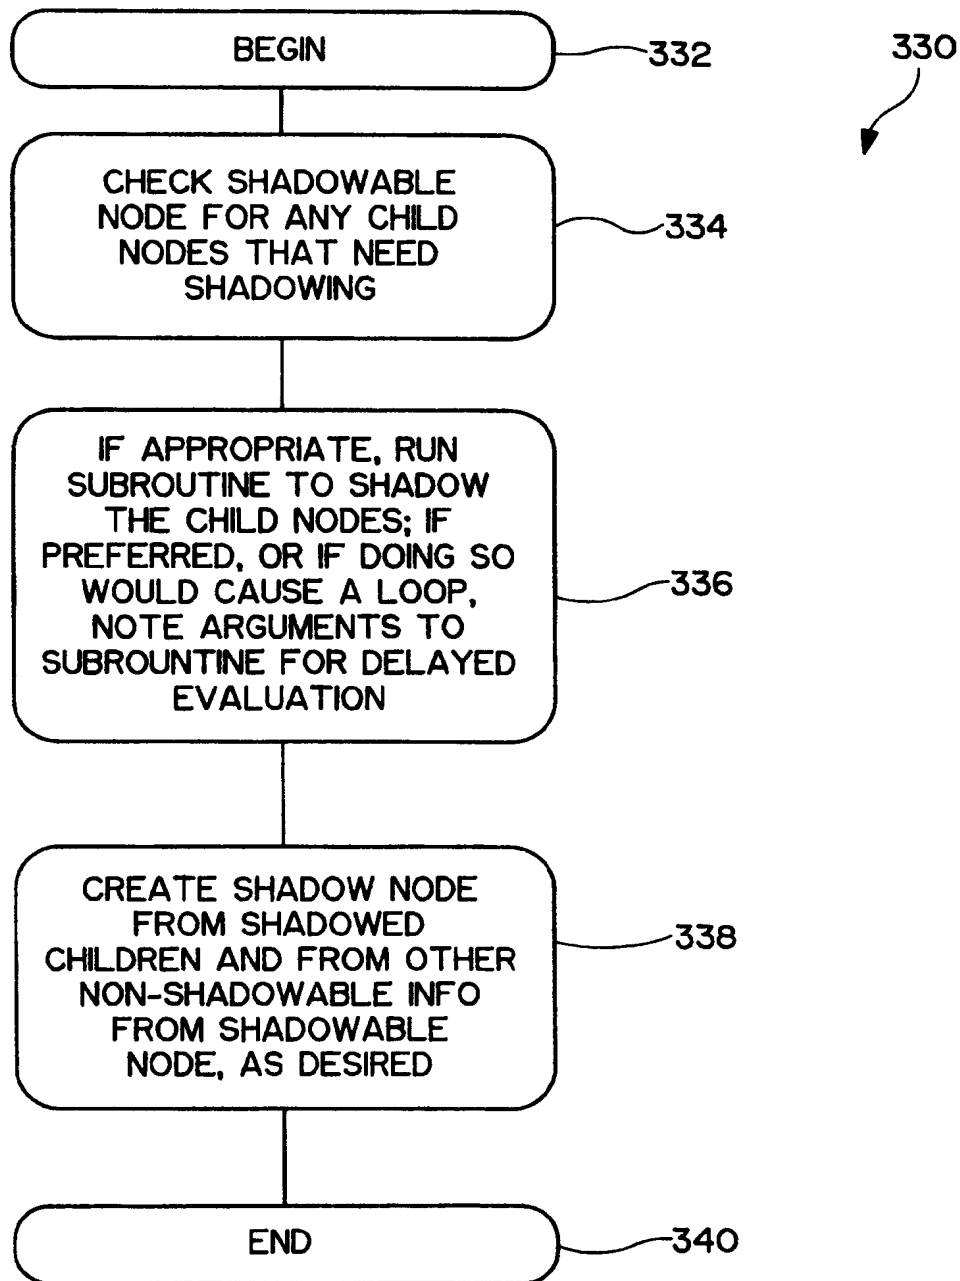 BEGIN
332
330
CHECK SHADOWABLE
NODE FOR ANY CHILD
NODES THAT NEED
SHADOWING
334
IF APPROPRIATE, RUN
SUBROUTINE TO SHADOW
THE CHILD NODES; IF
PREFERRED, OR IF DOING SO
WOULD CAUSE A LOOP,
NOTE ARGUMENTS TO
SUBROUNTINE FOR DELAYED
EVALUATION
336
CREATE SHADOW NODE
FROM SHADOWED
CHILDREN AND FROM OTHER
NON-SHADOWABLE INFO
FROM SHADOWABLE
NODE, AS DESIRED
338
END
340